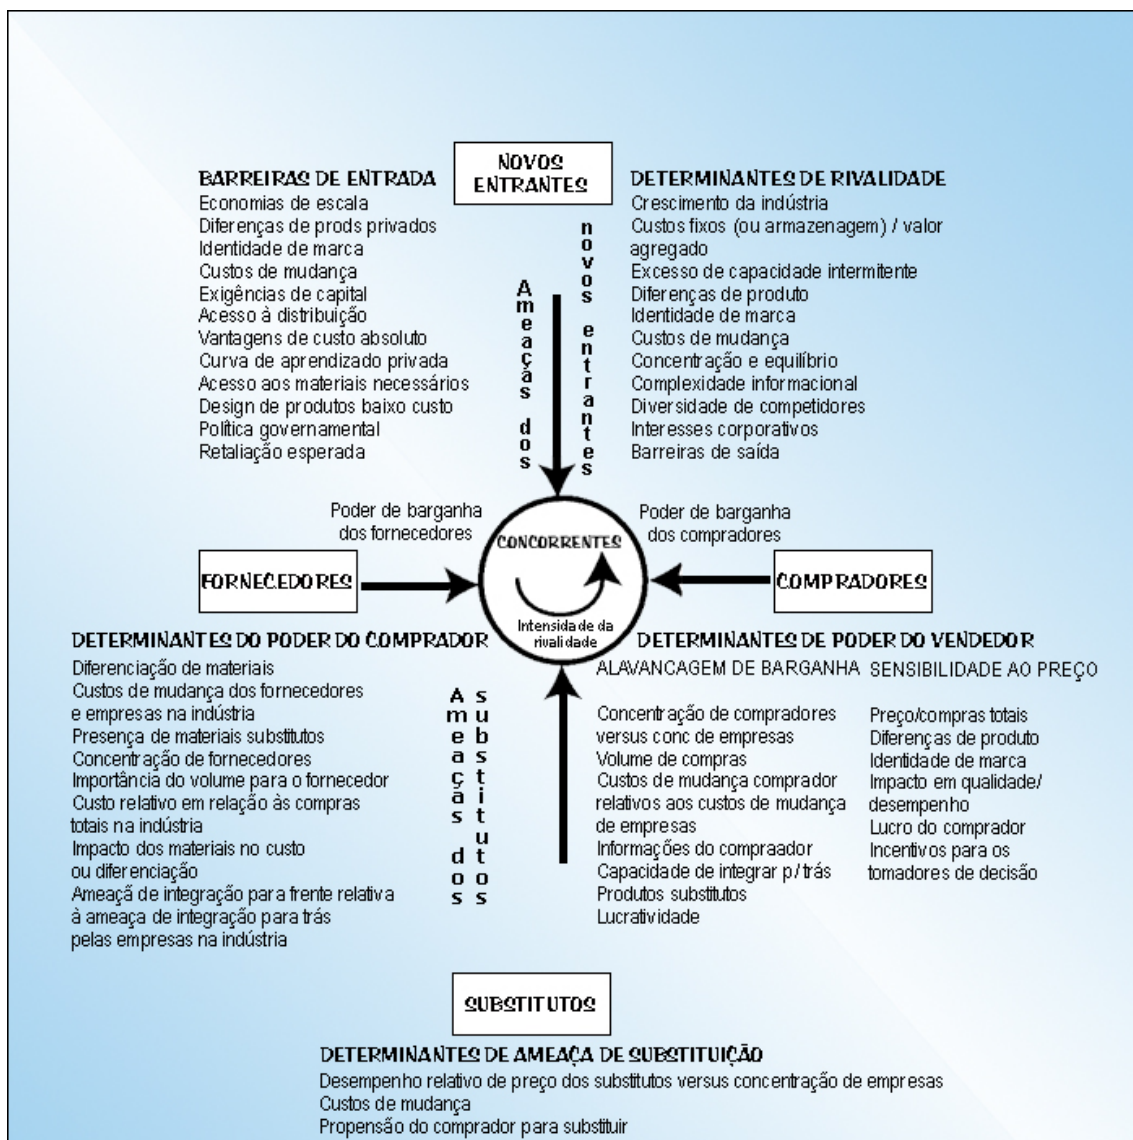 NOVOS
ENTRANTES
BARREIRAS DE ENTRADA
Economias de escala
Diferenças de prods privados
Identidade de marca
Custos de mudança
Exigências de capital
Acesso à distribuição
Vantagens de custo absoluto
Curva de aprendizado privada
Acesso aos materiais necessários
Design de produtos baixo custo
Política governamental
Retaliação esperada
Ameaças dos
novos entrantes
DETERMINANTES DE RIVALIDADE
Crescimento da indústria
Custos fixos (ou armazenagem) / valor
agregado
Excesso de capacidade intermitente
Diferenças de produto
Identidade de marca
Custos de mudança
Concentração e equilíbrio
Complexidade informacional
Diversidade de competidores
Interesses corporativos
Barreiras de saída
Poder de barganha
dos fornecedores
FORNECEDORES
CONCORRENTES
Intensidade da
rivalidade
Poder de barganha
dos compradores
COMPRADORES
DETERMINANTES DO PODER DO COMPRADOR
Diferenciação de materiais
Custos de mudança dos fornecedores
e empresas na indústria
Presença de materiais substitutos
Concentração de fornecedores
Importância do volume para o fornecedor
Custo relativo em relação às compras
totais na indústria
Impacto dos materiais no custo
ou diferenciação
Ameaçã de integração para frente relativa
à ameaça de integração para trás
pelas empresas na indústria
Ameaças dos
substitutos
DETERMINANTES DE PODER DO VENDEDOR
ALAVANCAGEM DE BARGANHA
Concentração de compradores
versus conc de empresas
Volume de compras
Custos de mudança comprador
relativos aos custos de mudança
de empresas
Informações do compraador
Capacidade de integrar p/ trás
Produtos substitutos
Lucratividade
SENSIBILIDADE AO PREÇO
Preço/compras totais
Diferenças de produto
Identidade de marca
Impacto em qualidade/
desempenho
Lucro do comprador
Incentivos para os
tomadores de decisão
SUBSTITUTOS
DETERMINANTES DE AMEAÇA DE SUBSTITUIÇÃO
Desempenho relativo de preço dos substitutos versus concentração de empresas
Custos de mudança
Propensão do comprador para substituir